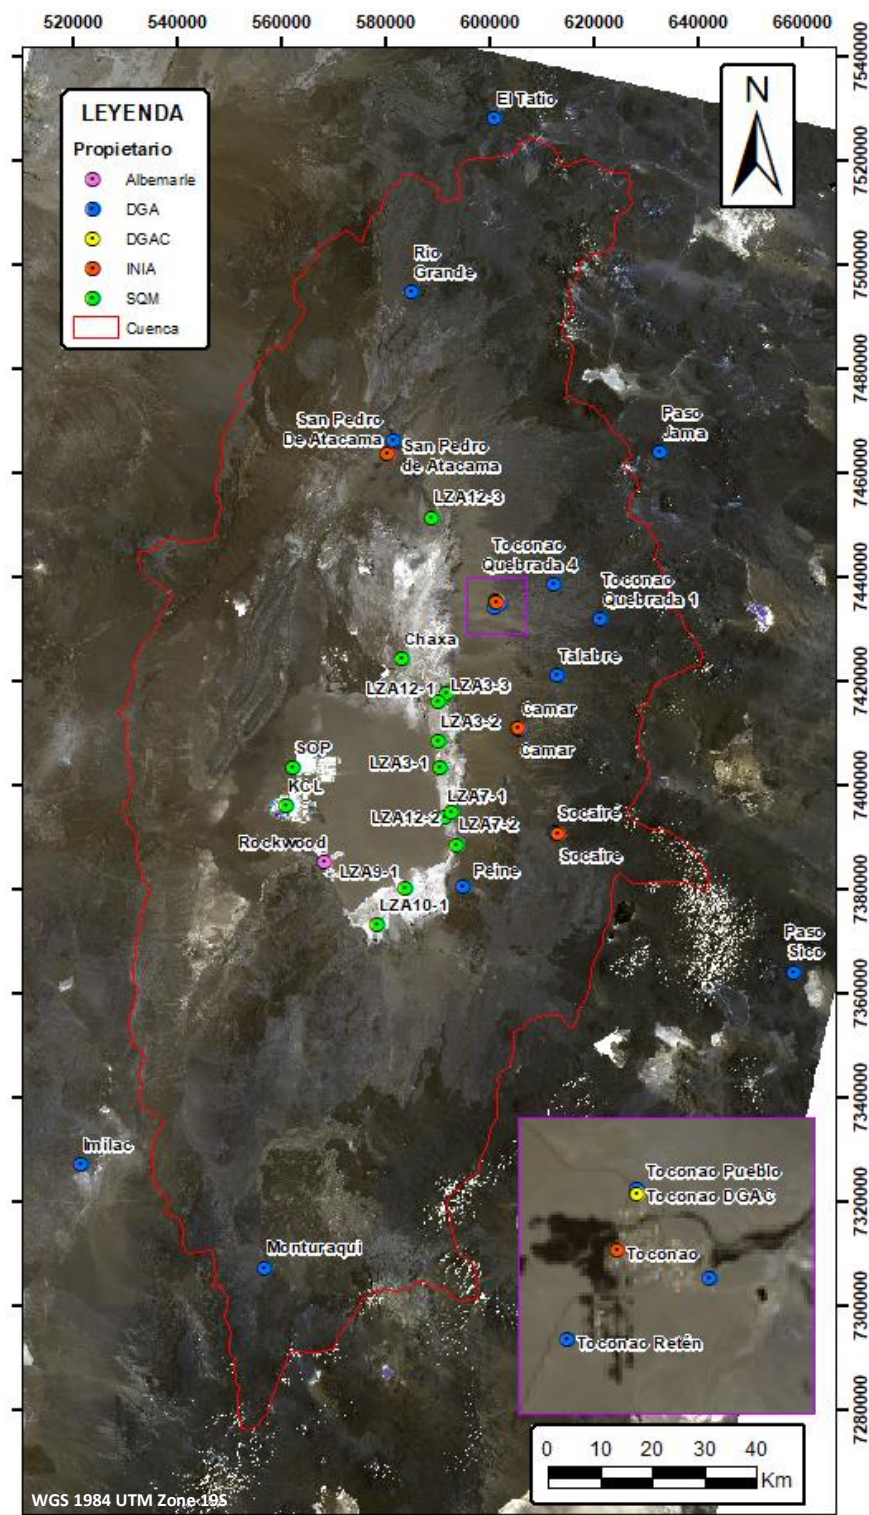 520000 540000 560000 580000 600000 620000 640000 660000
LEYENDA
Propietario
Albemarle
DGA
DGAC
INIA
SQM
Cuenca
N
El Tatio
Rio
Grande
San Pedro
De Atacama
San Pedro
de Atacama
Paso
Jama
LZA12-3
Toconao
Quebrada 4
Toconao
Quebrada 1
Chaxa
Talabre
LZA12-1
LZA3-3
LZA3-2
Camar
Camar
SOP
LZA3-1
KCL
LZA7-1
LZA12-2
LZA7-2
Socaire
Socaire
Rockwood
LZA9-1
Peine
LZA10-1
Paso
Sico
Imilac
Monturaqui
Toconao Pueblo
Toconao DGAC
Toconao
Toconao Retén
0 10 20 30 40
Km
WGS 1984 UTM Zone 19S
7540000
7520000
7500000
7480000
7460000
7440000
7420000
7400000
7380000
7360000
7340000
7320000
7300000
7280000